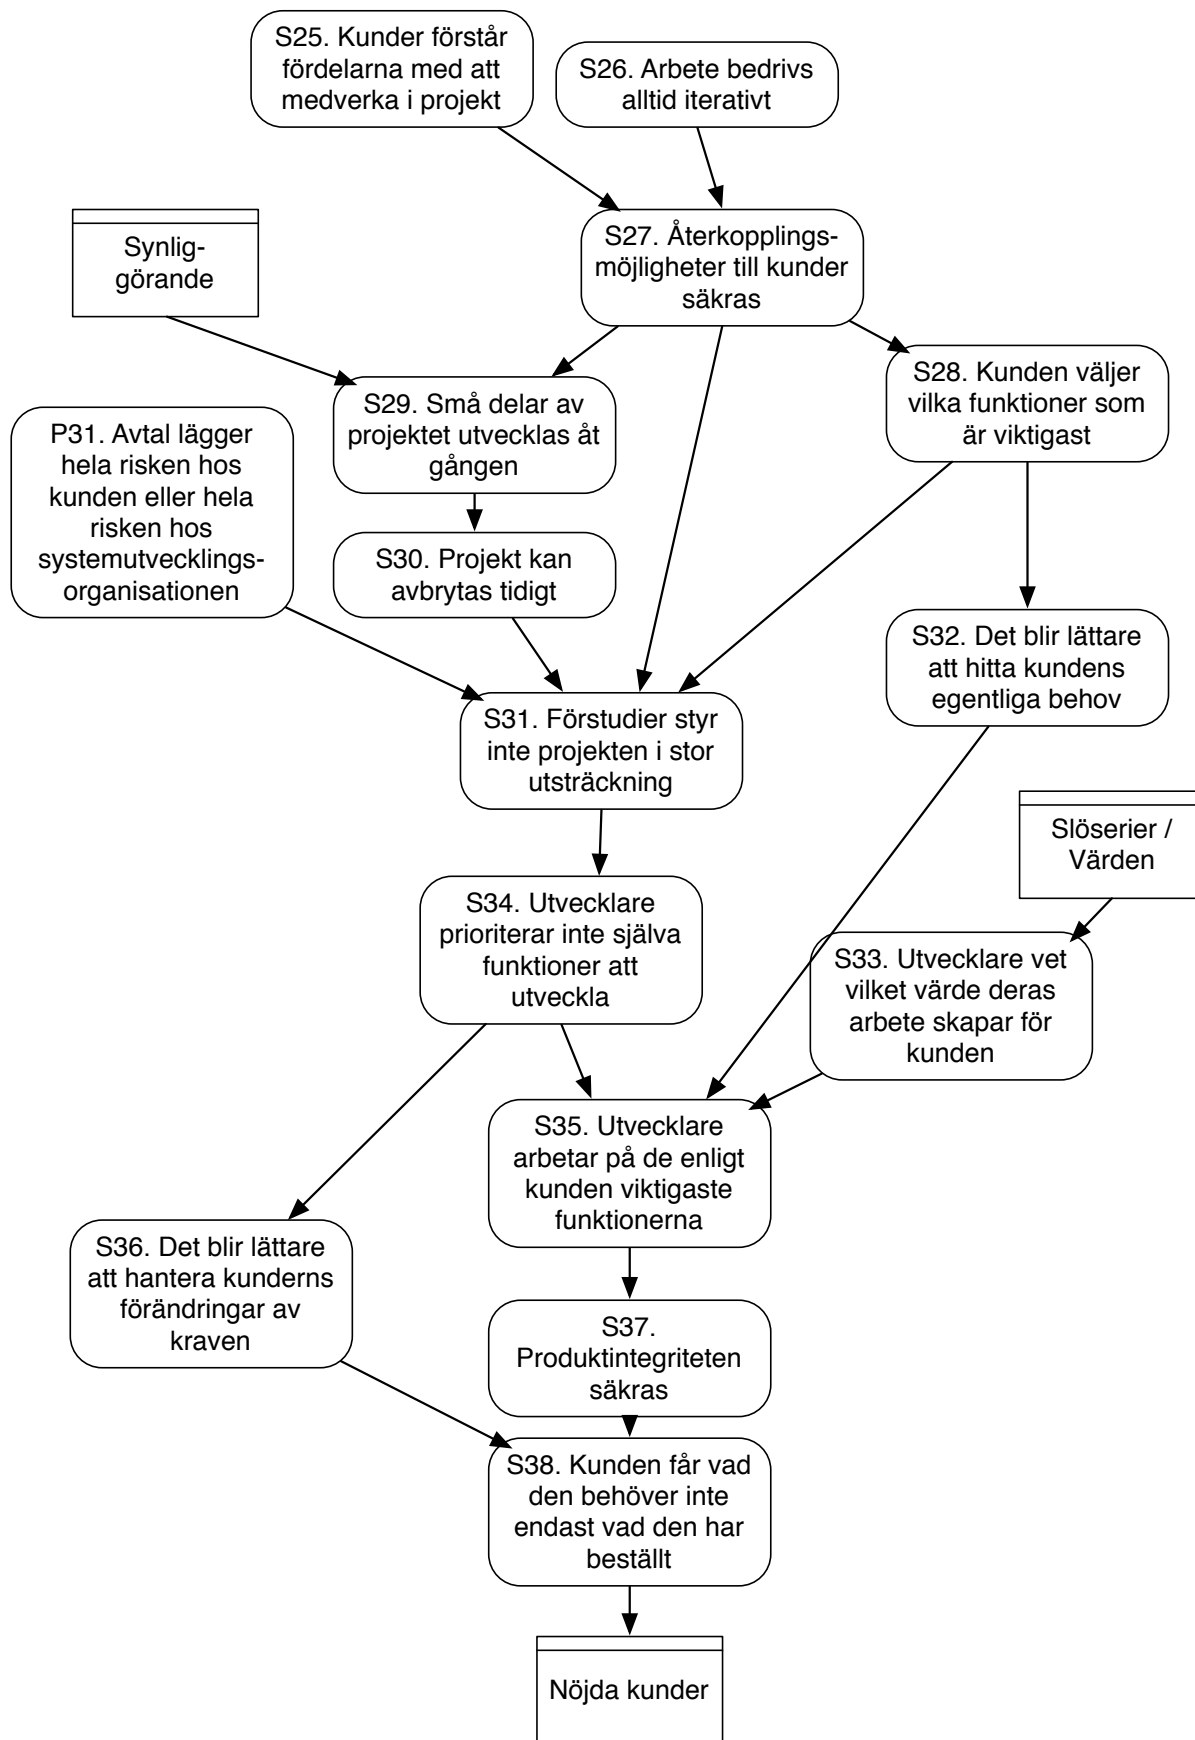 S25. Kunder förstår
fördelarna med att
medverka i projekt
S26. Arbete bedrivs
alltid iterativt
Synlig-
görande
S27. Återkopplings-
möjligheter till kunder
säkras
S28. Kunden väljer
vilka funktioner som
är viktigast
S29. Små delar av
projektet utvecklas åt
gången
P31. Avtal lägger
hela risken hos
kunden eller hela
risken hos
systemutvecklings-
organisationen
S30. Projekt kan
avbrytas tidigt
S32. Det blir lättare
att hitta kundens
egentliga behov
S31. Förstudier styr
inte projekten i stor
utsträckning
Slöserier /
Värden
S34. Utvecklare
prioriterar inte själva
funktioner att
utveckla
S33. Utvecklare vet
vilket värde deras
arbete skapar för
kunden
S35. Utvecklare
arbetar på de enligt
kunden viktigaste
funktionerna
S36. Det blir lättare
att hantera kunderns
förändringar av
kraven
S37.
Produktintegriteten
säkras
S38. Kunden får vad
den behöver inte
endast vad den har
beställt
Nöjda kunder